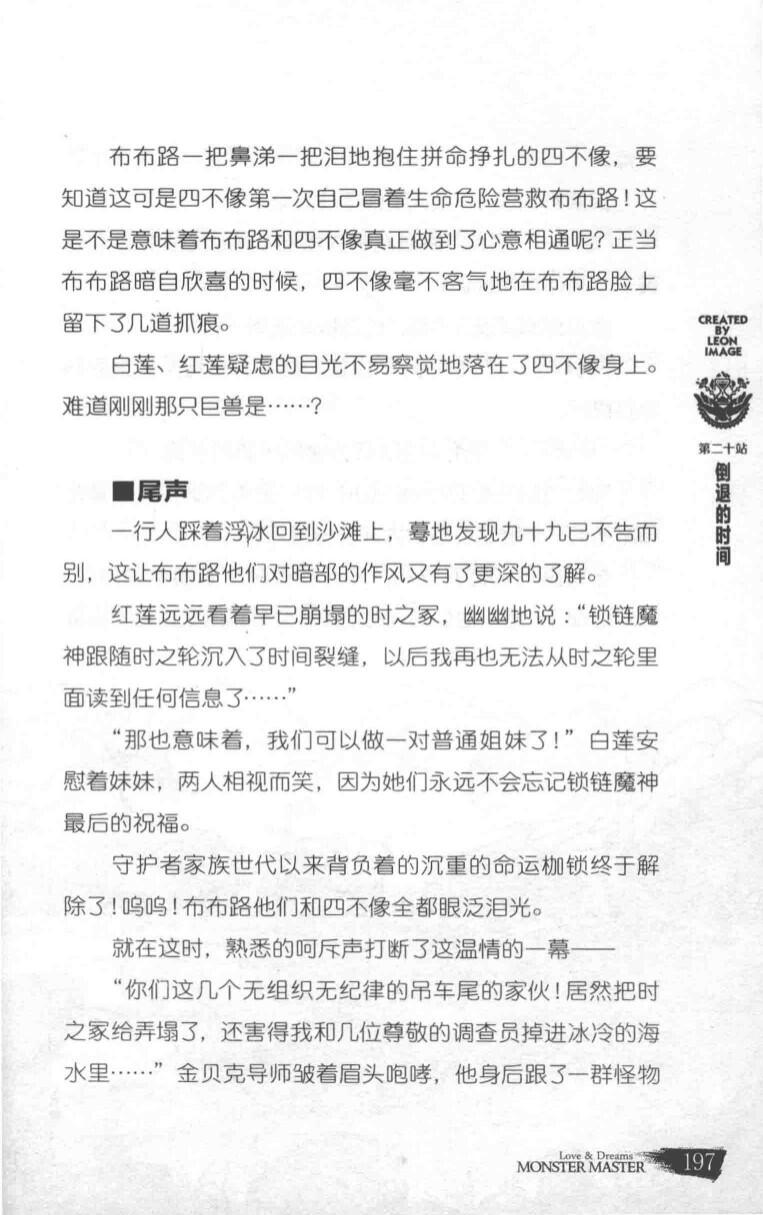 布布路一把鼻涕一把泪地抱住拼命挣扎的四不像，要
知道这可是四不像第一次自己冒着生命危险营救布布路！这
是不是意味着布布路和四不像真正做到了心意相通呢？正当
布布路暗自欣喜的时候，四不像毫不客气地在布布路脸上
留下了几道抓痕。
白莲、红莲疑虑的目光不易察觉地落在了四不像身上。
难道刚刚那只巨兽是……？
■尾声
一行人踩着浮冰回到沙滩上，蓦地发现九十九已不告而
别，这让布布路他们对暗部的作风又有了更深的了解。
红莲远远看着早已崩塌的时之冢，幽幽地说：“锁链魔
神跟随时之轮沉入了时间裂缝，以后我再也无法从时之轮里
面读到任何信息了……”
“那也意味着，我们可以做一对普通姐妹了！”白莲安
慰着妹妹，两人相视而笑，因为她们永远不会忘记锁链魔神
最后的祝福。
守护者家族世代以来背负着的沉重的命运枷锁终于解
除了！呜呜！布布路他们和四不像全都眼泛泪光。
就在这时，熟悉的呵斥声打断了这温情的一幕——
“你们这几个无组织无纪律的吊车尾的家伙！居然把时
之冢给弄塌了，还害得我和几位尊敬的调查员掉进冰冷的海
水里……”金贝克导师皱着眉头咆哮，他身后跟了一群怪物
CREATED
BY
LEON
IMAGE
第二十站
倒退的时间
Love & Dreams
MONSTER MASTER
197